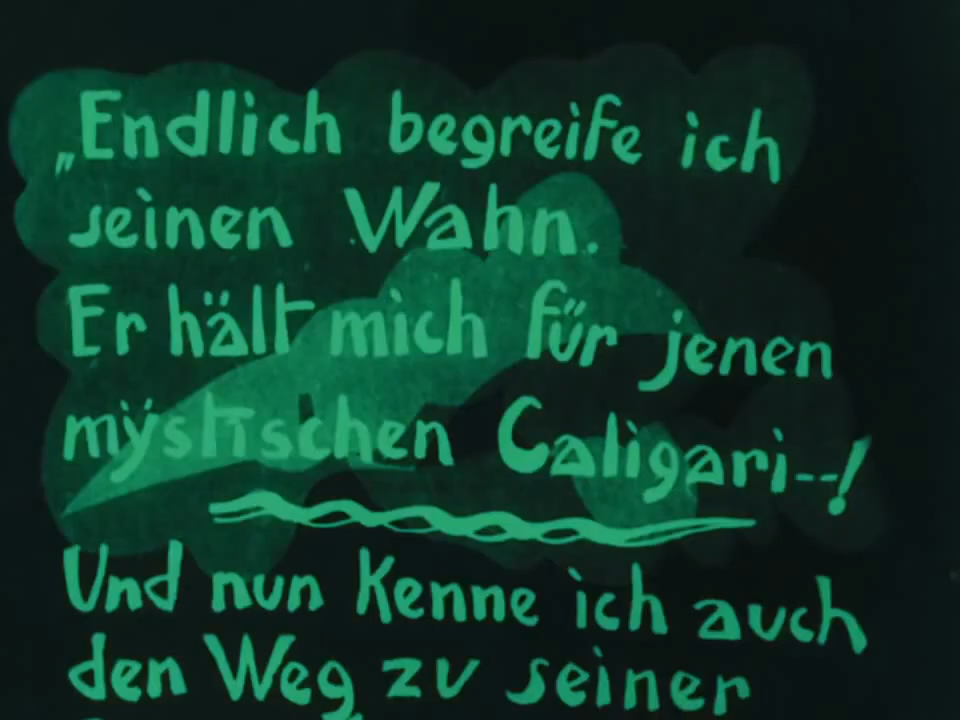 „Endlich begreife ich
seinen Wahn.
Er hält mich für jenen
mÿstischen Caligari--!
Und nun kenne ich auch
den Weg zu seiner